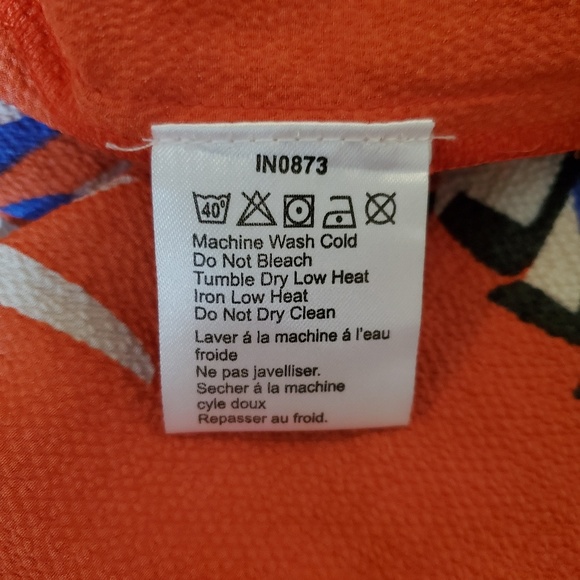 IN0873
40°
Machine Wash Cold
Do Not Bleach
Tumble Dry Low Heat
Iron Low Heat
Do Not Dry Clean
Laver á la machine á l'eau
froide
Ne pas javelliser.
Secher á la machine
cyle doux
Repasser au froid.